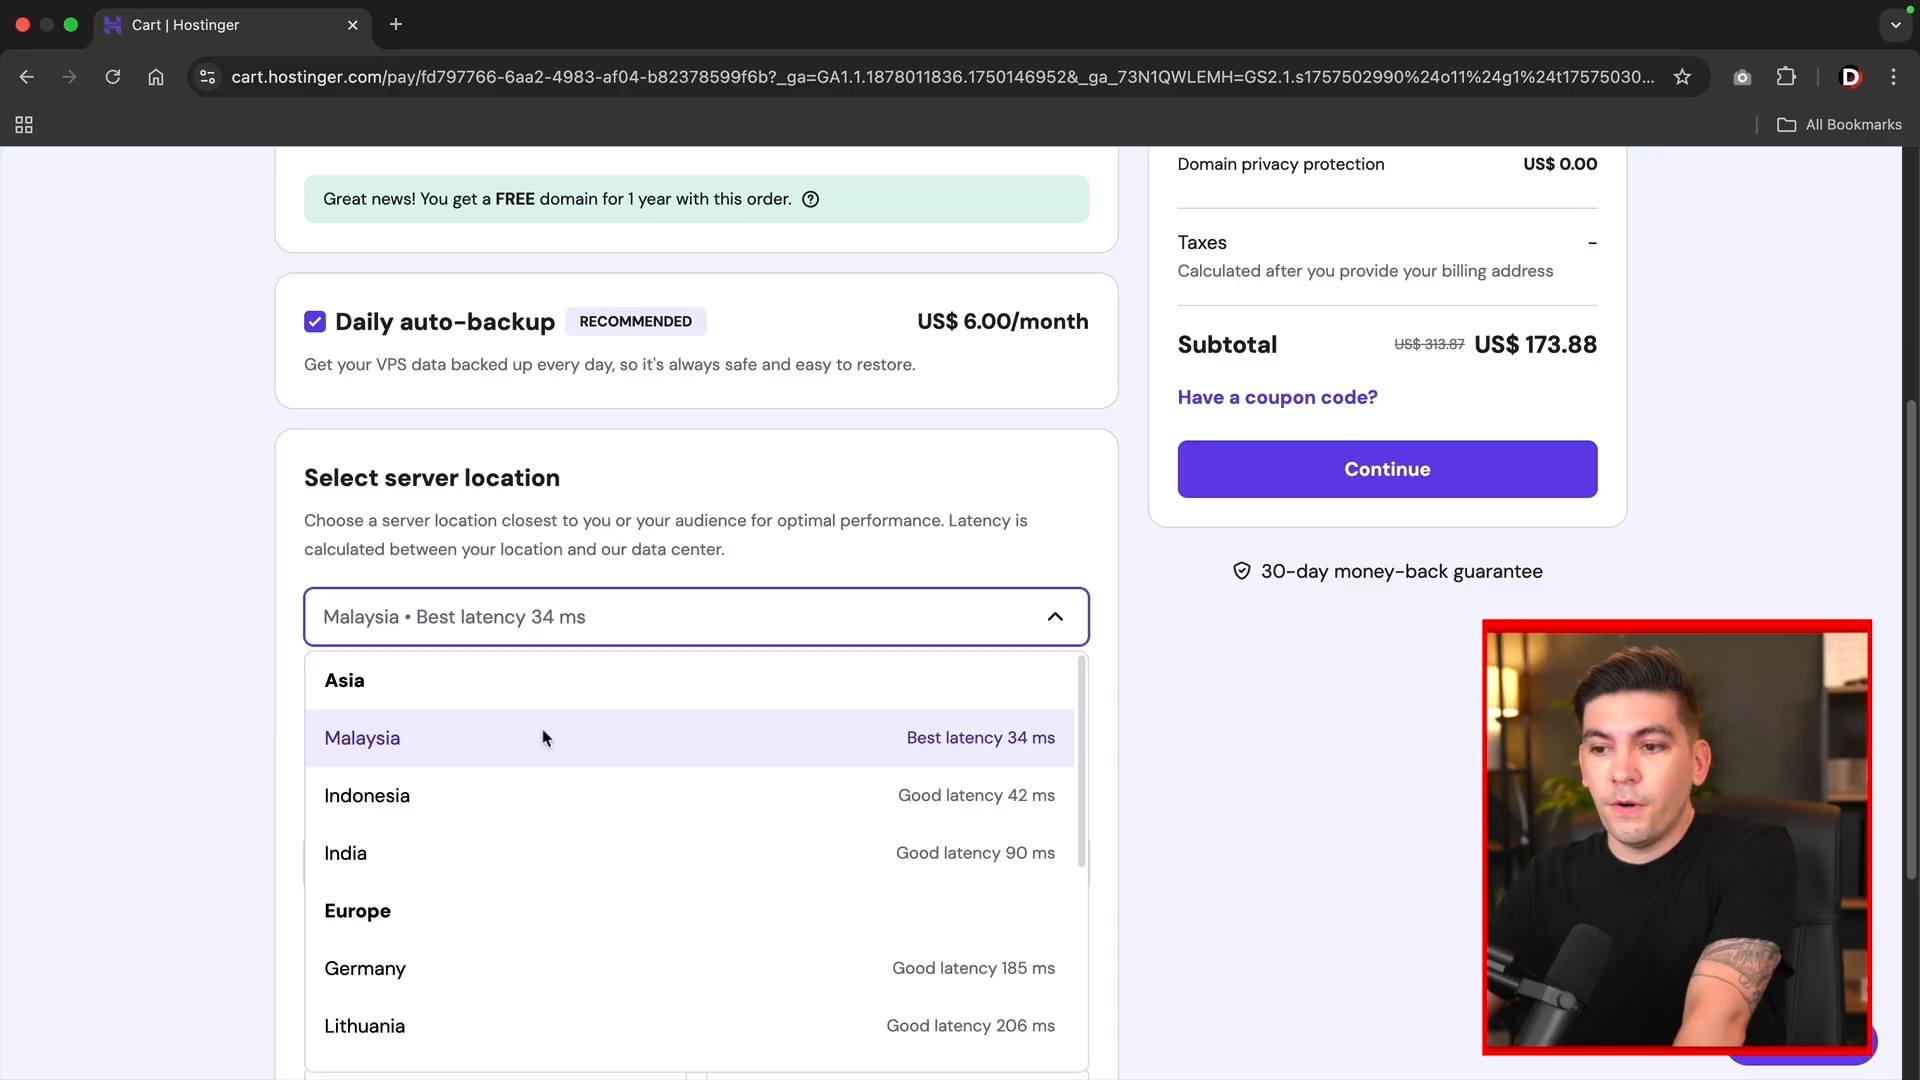 Cart | Hostinger
cart.hostinger.com/pay/fd797766-6aa2-4983-af04-b82378599f6b?_ga=GA1.1.1878011836.1750146952&_ga_73N1QWLEMH=GS2.1.s1757502990%24o11%24g1%24t17575030...
D
All Bookmarks
Great news! You get a FREE domain for 1 year with this order.
Daily auto-backup RECOMMENDED US$ 6.00/month
Get your VPS data backed up every day, so it's always safe and easy to restore.
Select server location
Choose a server location closest to you or your audience for optimal performance. Latency is
calculated between your location and our data center.
Malaysia • Best latency 34 ms
Asia
Malaysia Best latency 34 ms
Indonesia Good latency 42 ms
India Good latency 90 ms
Europe
Germany Good latency 185 ms
Lithuania Good latency 206 ms
Domain privacy protection US$ 0.00
Taxes –
Calculated after you provide your billing address
Subtotal US$ 313.87 US$ 173.88
Have a coupon code?
Continue
30-day money-back guarantee